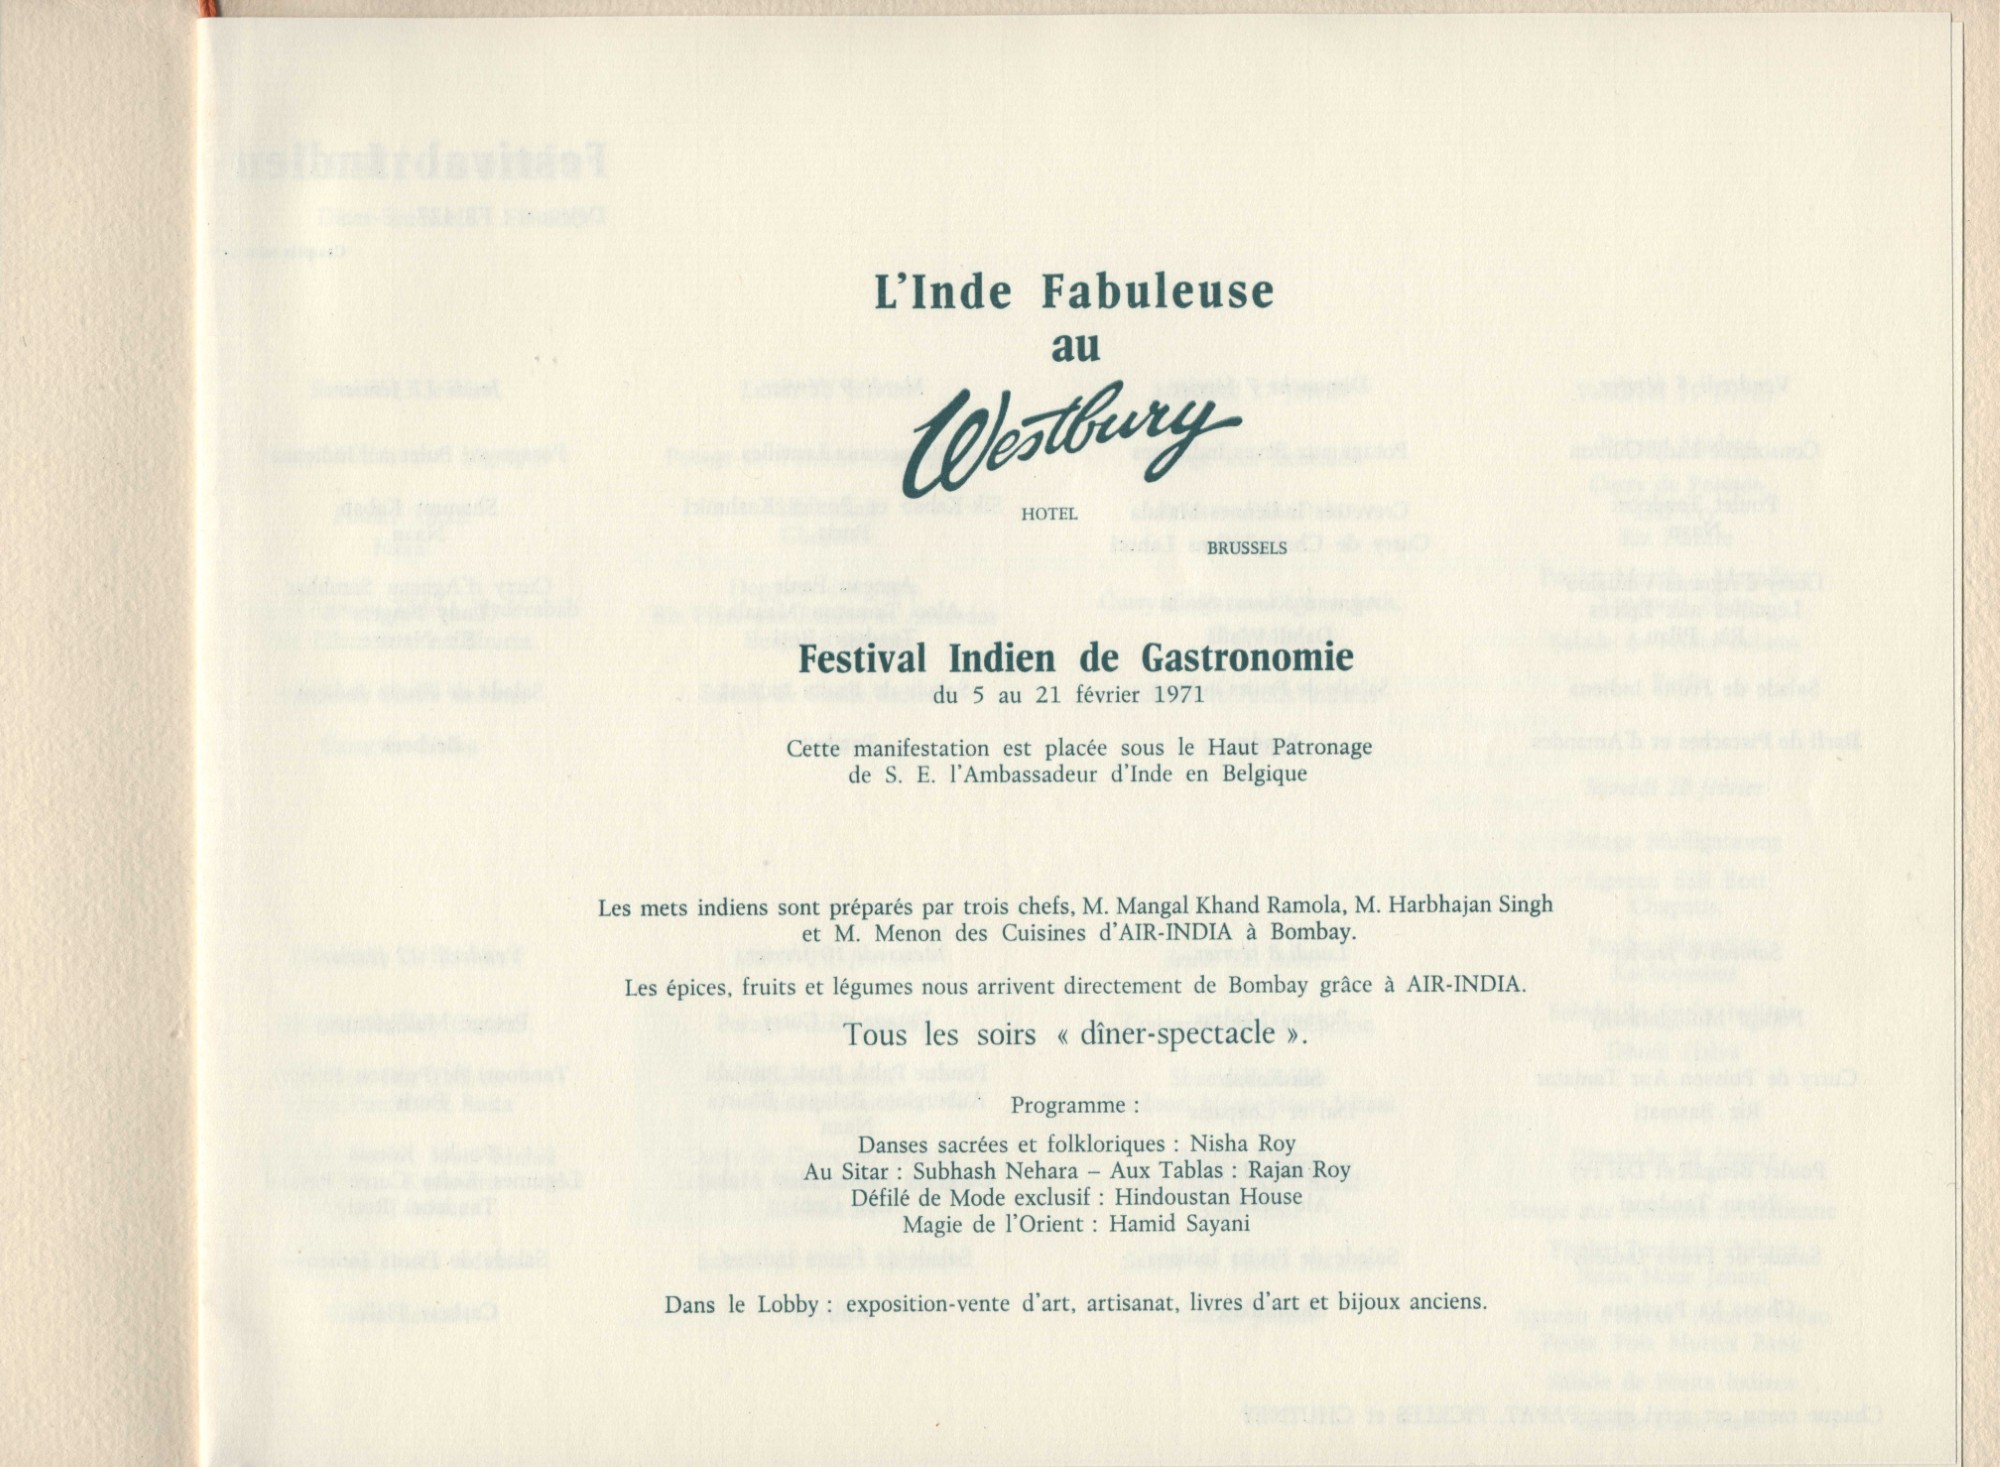 L'Inde Fabuleuse
au
Westbury
HOTEL
BRUSSELS
Festival Indien de Gastronomie
du 5 au 21 février 1971
Cette manifestation est placée sous le Haut Patronage
de S. E. l'Ambassadeur d'Inde en Belgique
Les mets indiens sont préparés par trois chefs, M. Mangal Khand Ramola, M. Harbhajan Singh
et M. Menon des Cuisines d'AIR-INDIA à Bombay.
Les épices, fruits et légumes nous arrivent directement de Bombay grâce à AIR-INDIA.
Tous les soirs « dîner-spectacle ».
Programme :
Danses sacrées et folkloriques : Nisha Roy
Au Sitar : Subhash Nehara – Aux Tablas : Rajan Roy
Défilé de Mode exclusif : Hindoustan House
Magie de l'Orient : Hamid Sayani
Dans le Lobby : exposition-vente d'art, artisanat, livres d'art et bijoux anciens.